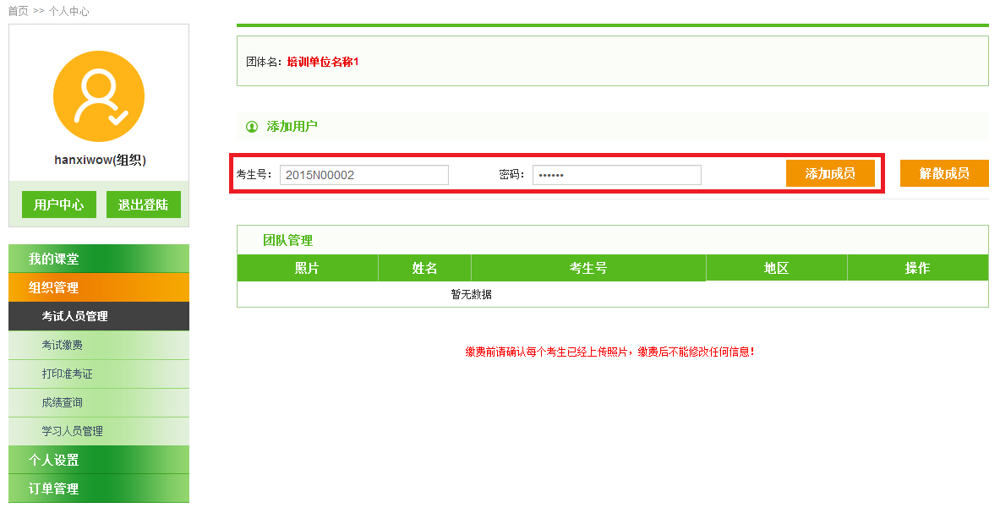 首页 >> 个人中心
hanxiwow(组织)
用户中心 退出登陆
我的课堂
组织管理
考试人员管理
考试缴费
打印准考证
成绩查询
学习人员管理
个人设置
订单管理
团体名：培训单位名称1
添加用户
考生号： 2015N00002 密码： •••••• 添加成员 解散成员
团队管理
照片 姓名 考生号 地区 操作
暂无数据
缴费前请确认每个考生已经上传照片，缴费后不能修改任何信息！